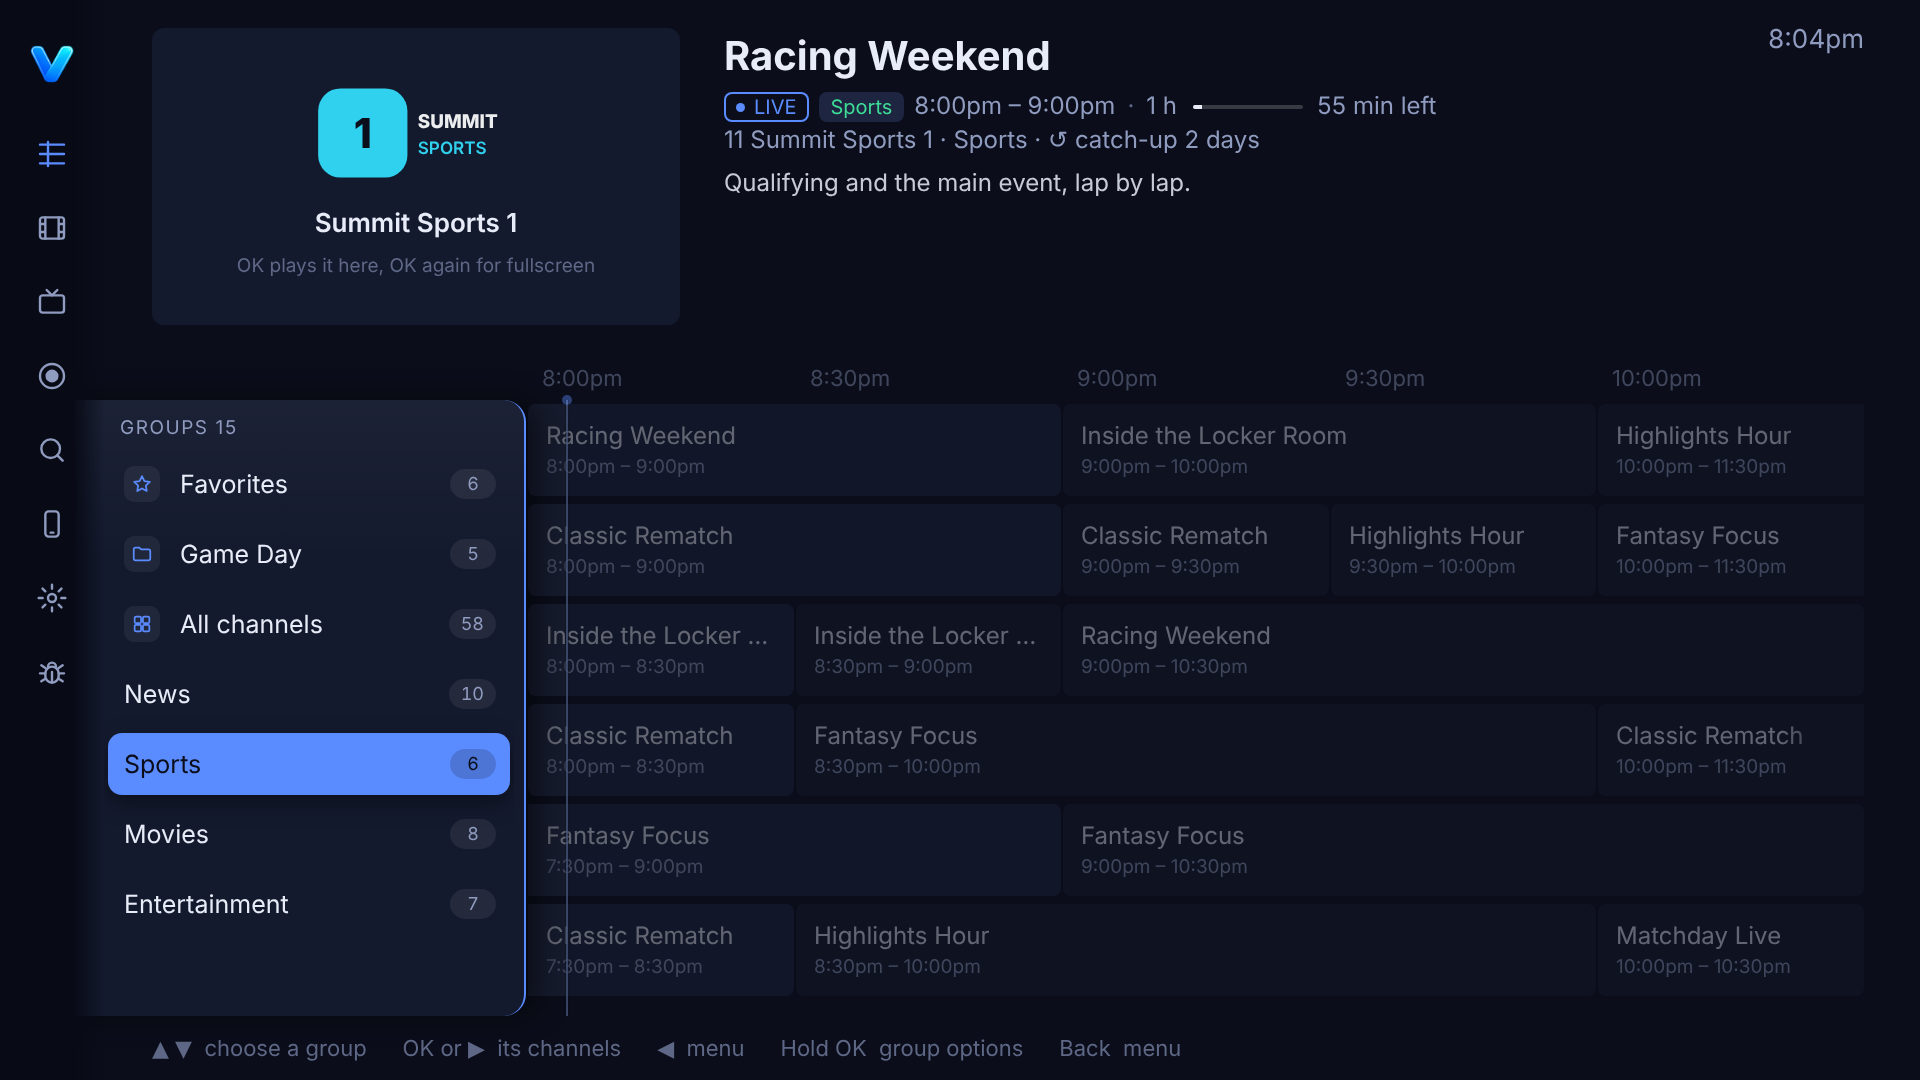 8:04pm
1
SUMMIT
SPORTS
Summit Sports 1
OK plays it here, OK again for fullscreen
Racing Weekend
LIVE Sports 8:00pm – 9:00pm · 1 h 55 min left
11 Summit Sports 1 · Sports · ↺ catch-up 2 days
Qualifying and the main event, lap by lap.
8:00pm 8:30pm 9:00pm 9:30pm 10:00pm
GROUPS 15
Favorites 6
Game Day 5
All channels 58
News 10
Sports 6
Movies 8
Entertainment 7
Racing Weekend Inside the Locker Room Highlights Hour
8:00pm – 9:00pm 9:00pm – 10:00pm 10:00pm – 11:30pm
Classic Rematch Classic Rematch Highlights Hour Fantasy Focus
8:00pm – 9:00pm 9:00pm – 9:30pm 9:30pm – 10:00pm 10:00pm – 11:30pm
Inside the Locker ... Inside the Locker ... Racing Weekend
8:00pm – 8:30pm 8:30pm – 9:00pm 9:00pm – 10:30pm
Classic Rematch Fantasy Focus Classic Rematch
8:00pm – 8:30pm 8:30pm – 10:00pm 10:00pm – 11:30pm
Fantasy Focus Fantasy Focus
7:30pm – 9:00pm 9:00pm – 10:30pm
Classic Rematch Highlights Hour Matchday Live
7:30pm – 8:30pm 8:30pm – 10:00pm 10:00pm – 10:30pm
▲▼ choose a group OK or ▶ its channels ◀ menu Hold OK group options Back menu